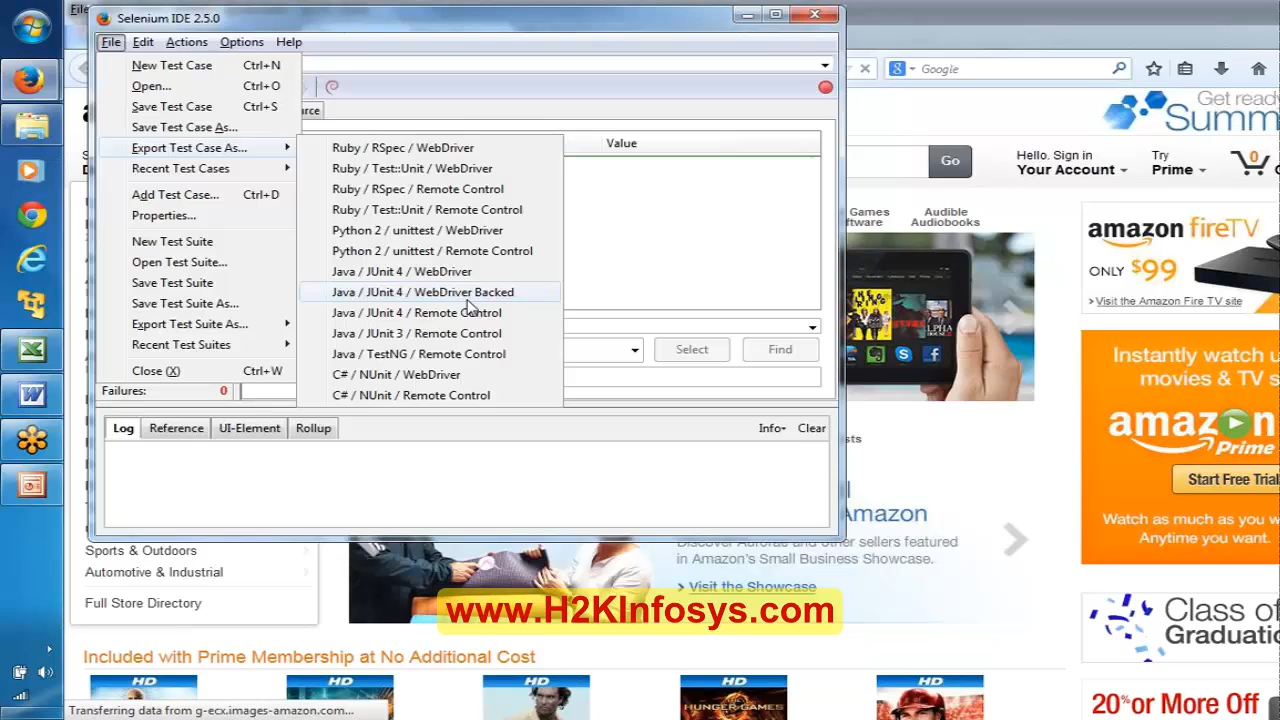 Selenium IDE 2.5.0
File Edit Actions Options Help
New Test Case Ctrl+N
Open... Ctrl+O
Save Test Case Ctrl+S
Save Test Case As...
Export Test Case As...
Recent Test Cases
Add Test Case... Ctrl+D
Properties...
New Test Suite
Open Test Suite...
Save Test Suite
Save Test Suite As...
Export Test Suite As...
Recent Test Suites
Close (X) Ctrl+W
Ruby / RSpec / WebDriver
Ruby / Test::Unit / WebDriver
Ruby / RSpec / Remote Control
Ruby / Test::Unit / Remote Control
Python 2 / unittest / WebDriver
Python 2 / unittest / Remote Control
Java / JUnit 4 / WebDriver
Java / JUnit 4 / WebDriver Backed
Java / JUnit 4 / Remote Control
Java / JUnit 3 / Remote Control
Java / TestNG / Remote Control
C# / NUnit / WebDriver
C# / NUnit / Remote Control
Value
Select Find
Failures: 0
Log Reference UI-Element Rollup Info Clear
Google
Get ready
Summ
Go
Hello. Sign in
Your Account
Try
Prime
0
Games
ftware
Audible
Audiobooks
amazon fireTV
ONLY $99
Visit the Amazon Fire TV site
Instantly watch u
movies & TV s
amazon
Prime
Start Free Trial
Watch as much as you w
Anytime you want.
Amazon
sellers featured
in Amazon's Small Business Showcase.
Visit the Showcase
Sports & Outdoors
Automotive & Industrial
Full Store Directory
www.H2KInfosys.com
Class of
Graduatio
Included with Prime Membership at No Additional Cost
HD HD HD HD HD
20% or More Off
Transferring data from g-ecx.images-amazon.com...